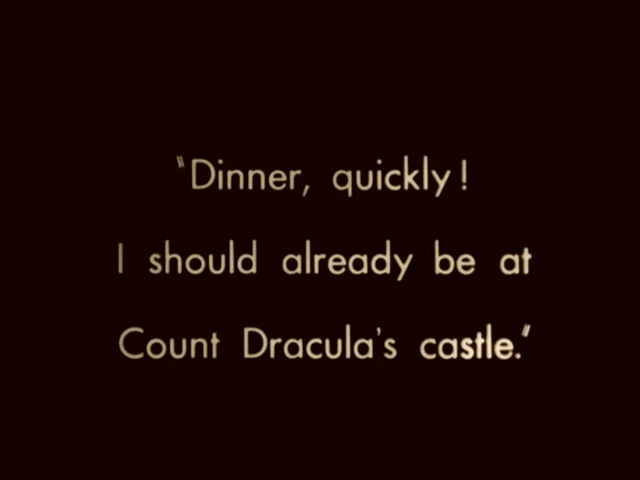 "Dinner, quickly!
I should already be at
Count Dracula's castle."